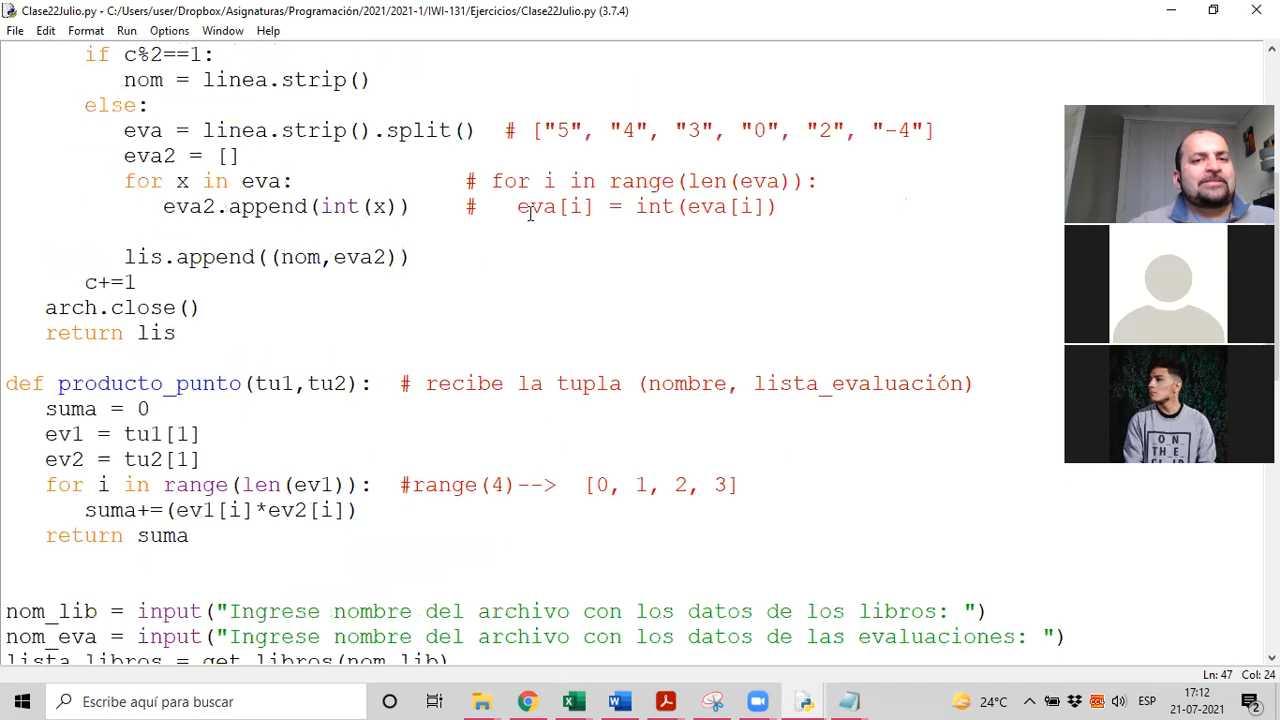 Clase22Julio.py - C:/Users/user/Dropbox/Asignaturas/Programación/2021/2021-1/IWI-131/Ejercicios/Clase22Julio.py (3.7.4)
File Edit Format Run Options Window Help
if c%2==1:
nom = linea.strip()
else:
eva = linea.strip().split() # ["5", "4", "3", "0", "2", "-4"]
eva2 = []
for x in eva: # for i in range(len(eva)):
eva2.append(int(x)) # eva[i] = int(eva[i])
lis.append((nom,eva2))
c+=1
arch.close()
return lis
def producto_punto(tu1,tu2): # recibe la tupla (nombre, lista_evaluación)
suma = 0
ev1 = tu1[1]
ev2 = tu2[1]
for i in range(len(ev1)): #range(4)--> [0, 1, 2, 3]
suma+=(ev1[i]*ev2[i])
return suma
ON
THE
nom_lib = input("Ingrese nombre del archivo con los datos de los libros: ")
nom_eva = input("Ingrese nombre del archivo con los datos de las evaluaciones: ")
lista_libros = get_libros(nom_lib)
Ln: 47 Col: 24
Escribe aquí para buscar
24°C
ESP
17:12
21-07-2021
2